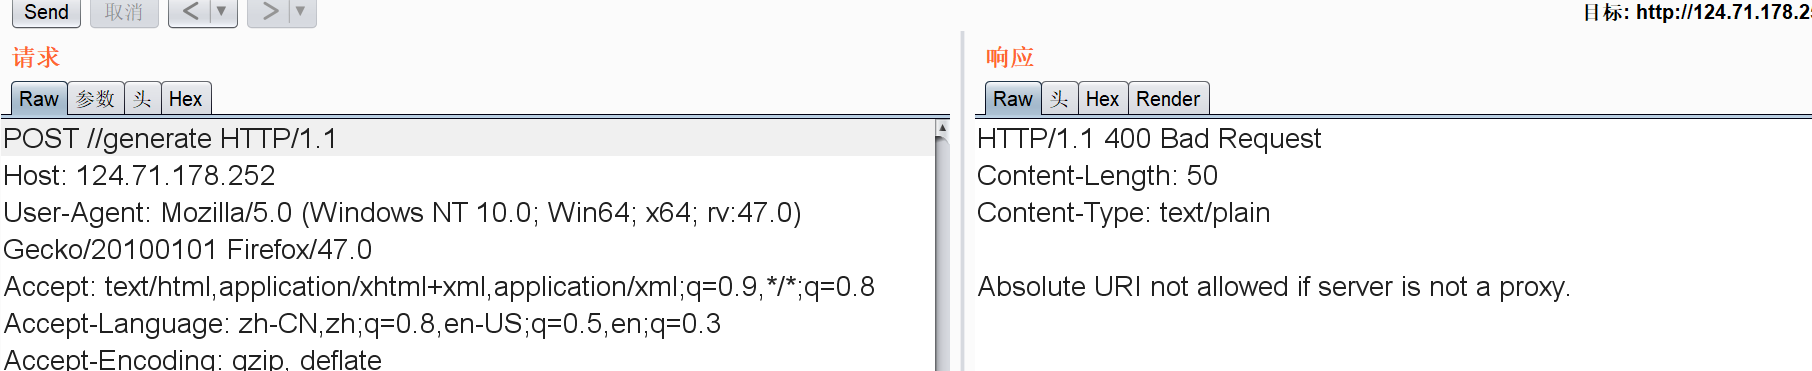 Send 取消 < ▼ > ▼ 目标: http://124.71.178.2
请求
Raw 参数 头 Hex
POST //generate HTTP/1.1
Host: 124.71.178.252
User-Agent: Mozilla/5.0 (Windows NT 10.0; Win64; x64; rv:47.0)
Gecko/20100101 Firefox/47.0
Accept: text/html,application/xhtml+xml,application/xml;q=0.9,*/*;q=0.8
Accept-Language: zh-CN,zh;q=0.8,en-US;q=0.5,en;q=0.3
Accept-Encoding: gzip, deflate
响应
Raw 头 Hex Render
HTTP/1.1 400 Bad Request
Content-Length: 50
Content-Type: text/plain
Absolute URI not allowed if server is not a proxy.